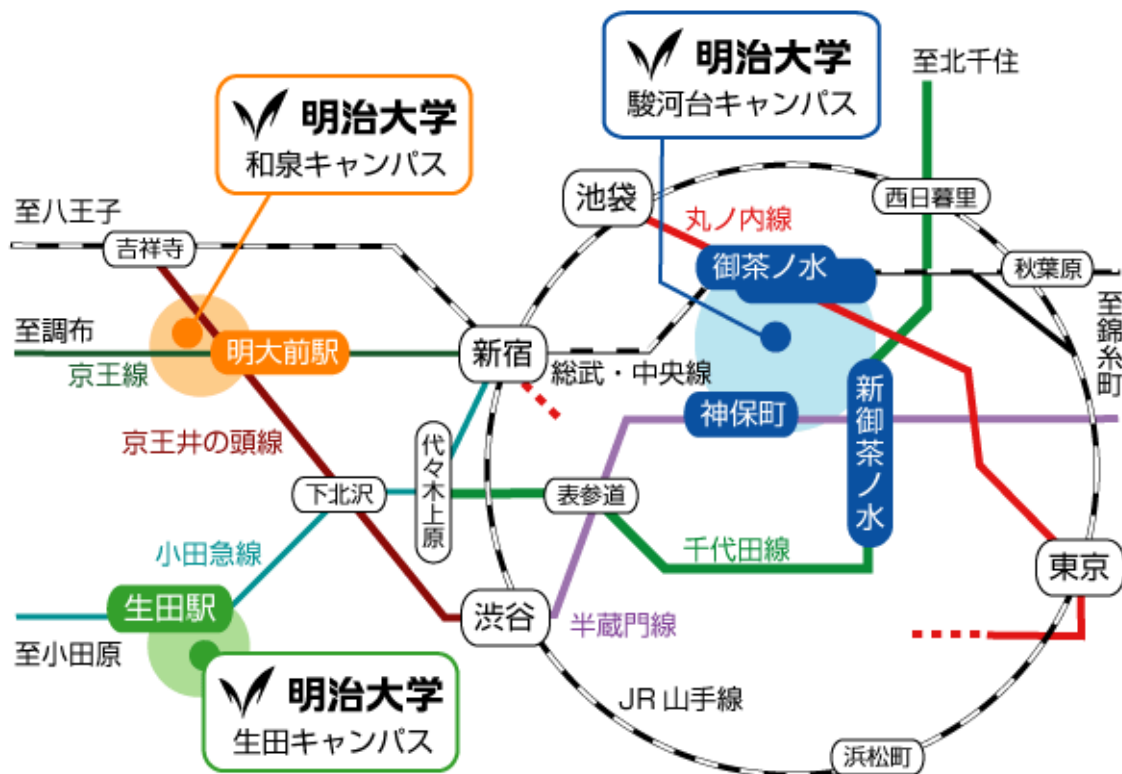 明治大学
駿河台キャンパス
至北千住
明治大学
和泉キャンパス
池袋
西日暮里
至八王子
丸ノ内線
吉祥寺
御茶ノ水
秋葉原
至調布
明大前駅
新宿
至錦糸町
京王線
総武・中央線
神保町
新御茶ノ水
京王井の頭線
代々木上原
下北沢
表参道
小田急線
千代田線
東京
生田駅
渋谷
半蔵門線
至小田原
明治大学
生田キャンパス
JR 山手線
浜松町